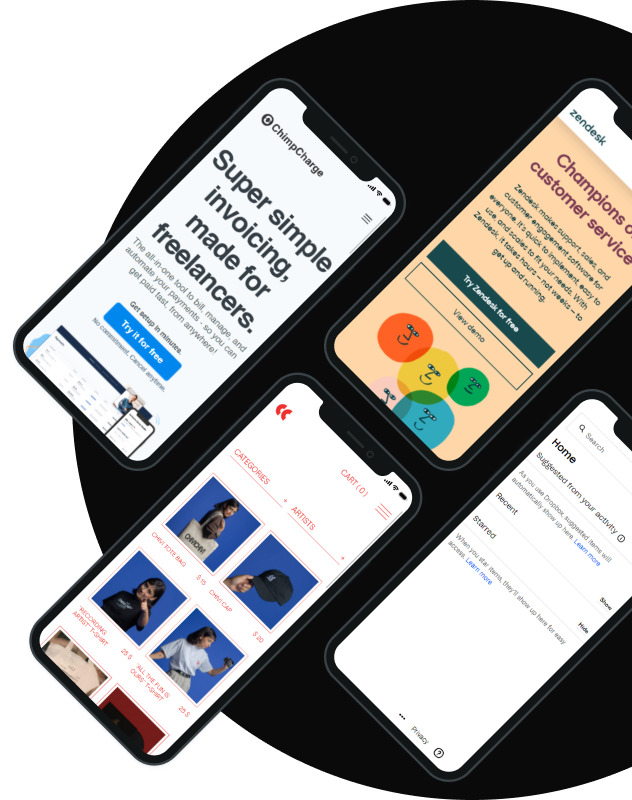 ChimpCharge
Super simple
invoicing,
made for
freelancers.
The all-in-one tool to bill, manage, and
automate your payments - so you can
get paid fast, from anywhere!
Get setup in minutes.
Try it for free
No commitment. Cancel anytime.
zendesk
Champions o
customer service
Zendesk makes support, sales, and
customer engagement software for
everyone. It's quick to implement, easy to
use and scales to fit your needs. With
Zendesk, it takes hours – not weeks – to
get up and running.
Try Zendesk for free
View demo
CART ( 0 )
CATEGORIES +
ARTISTS +
CHIVI TOTE BAG
$ 15
CHIVI CAP
$ 20
"RECORDING
ARTIST" T-SHIRT
25 $
"ALL THE FUN IS
OURS" T-SHIRT
25 $
Search
Home
Suggested from your activity
As you use Dropbox, suggested items will
automatically show up here. Learn more
Recent
Show
Starred
Hide
When you star items, they'll show up here for easy
access. Learn more
Privacy